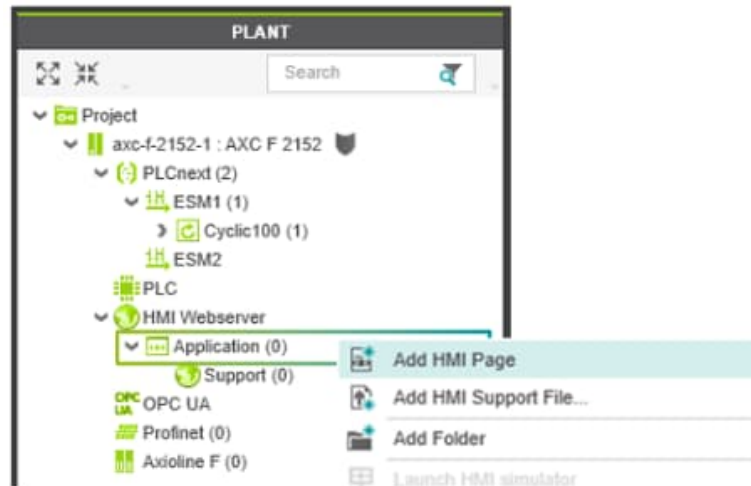 PLANT
Search
Project
axc-f-2152-1 : AXC F 2152
PLCnext (2)
ESM1 (1)
Cyclic100 (1)
ESM2
PLC
HMI Webserver
Application (0)
Add HMI Page
Support (0)
Add HMI Support File...
OPC UA OPC UA
Add Folder
Profinet (0)
Axioline F (0)
Launch HMI simulator